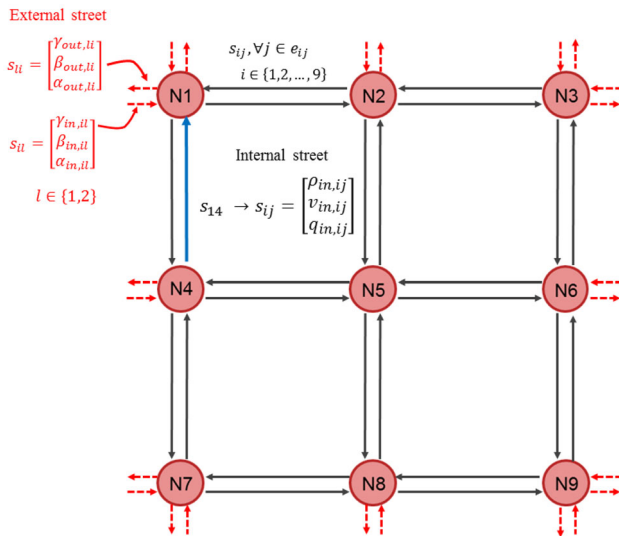 External street
s_{li} = [γ_{out,li}
β_{out,li}
α_{out,li}]
s_{il} = [γ_{in,il}
β_{in,il}
α_{in,il}]
l ∈ {1,2}
s_{ij}, ∀j ∈ e_{ij}
i ∈ {1,2, …, 9}
N1 N2 N3
Internal street
s_{14} → s_{ij} = [ρ_{in,ij}
v_{in,ij}
q_{in,ij}]
N4 N5 N6
N7 N8 N9